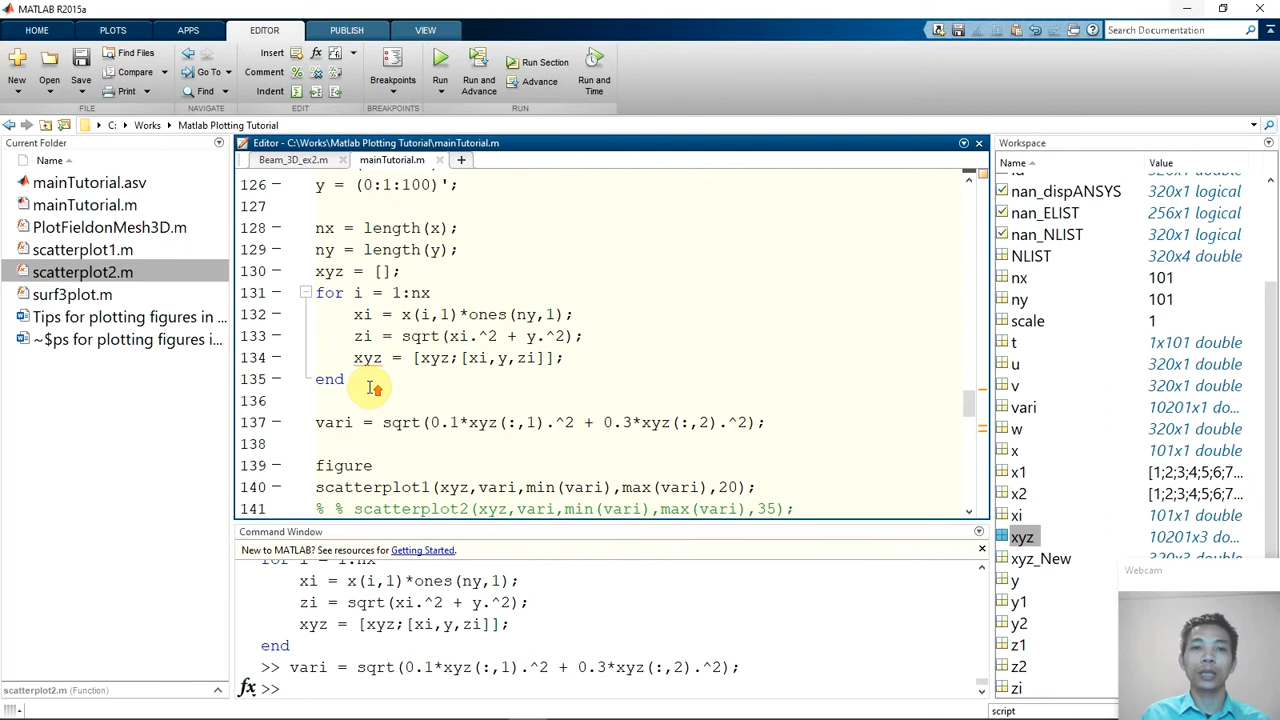 MATLAB R2015a
HOME PLOTS APPS EDITOR PUBLISH VIEW
Search Documentation
New Open Save
Find Files
Compare
Print
Go To
Find
Insert
Comment
Indent
Breakpoints
Run
Run and Advance
Run Section
Advance
Run and Time
FILE NAVIGATE EDIT BREAKPOINTS RUN
C: Works Matlab Plotting Tutorial
Current Folder
Name
mainTutorial.asv
mainTutorial.m
PlotFieldonMesh3D.m
scatterplot1.m
scatterplot2.m
surf3plot.m
Tips for plotting figures in ...
~$ps for plotting figures in ...
scatterplot2.m (Function)
Editor - C:\Works\Matlab Plotting Tutorial\mainTutorial.m
Beam_3D_ex2.m mainTutorial.m
126 y = (0:1:100)';
127
128 nx = length(x);
129 ny = length(y);
130 xyz = [];
131 for i = 1:nx
132 xi = x(i,1)*ones(ny,1);
133 zi = sqrt(xi.^2 + y.^2);
134 xyz = [xyz;[xi,y,zi]];
135 end
136
137 vari = sqrt(0.1*xyz(:,1).^2 + 0.3*xyz(:,2).^2);
138
139 figure
140 scatterplot1(xyz,vari,min(vari),max(vari),20);
141 % % scatterplot2(xyz,vari,min(vari),max(vari),35);
Command Window
New to MATLAB? See resources for Getting Started.
for i = 1:nx
xi = x(i,1)*ones(ny,1);
zi = sqrt(xi.^2 + y.^2);
xyz = [xyz;[xi,y,zi]];
end
>> vari = sqrt(0.1*xyz(:,1).^2 + 0.3*xyz(:,2).^2);
fx >>
Workspace
Name Value
id 320x1 double
nan_dispANSYS 320x1 logical
nan_ELIST 256x1 logical
nan_NLIST 320x1 logical
NLIST 320x4 double
nx 101
ny 101
scale 1
t 1x101 double
u 320x1 double
v 320x1 double
vari 10201x1 do...
w 320x1 double
x 101x1 double
x1 [1;2;3;4;5;6;7...
x2 [1;2;3;4;5;6;7...
xi 101x1 double
xyz 10201x3 do...
xyz_New 320x3 double
y
y1
y2
z1
z2
zi
Webcam
script